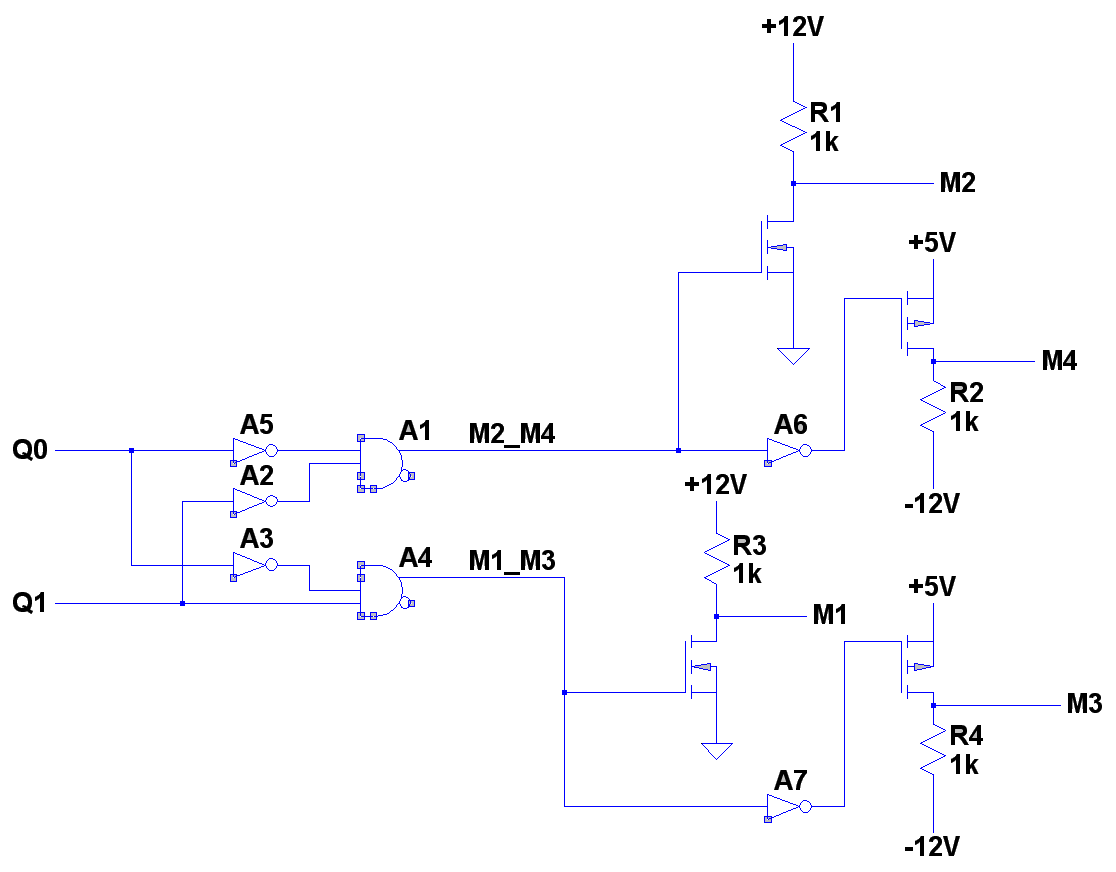 +12V
R1
1k
M2
+5V
M4
R2
1k
-12V
Q0
A5
A1
M2_M4
A6
A2
+12V
A3
A4
M1_M3
R3
1k
Q1
+5V
M1
M3
R4
1k
A7
-12V